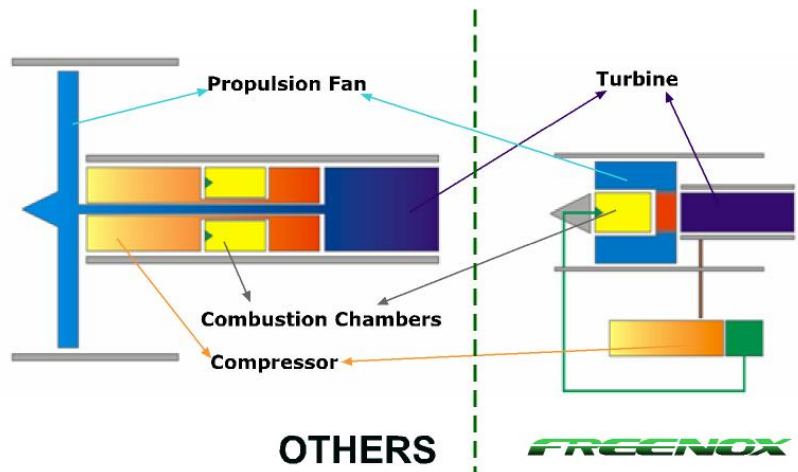 Propulsion Fan
Turbine
Combustion Chambers
Compressor
OTHERS
FREENOX